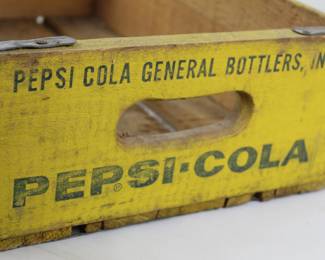 PEPSI COLA GENERAL BOTTLERS, IN
PEPSI·COLA